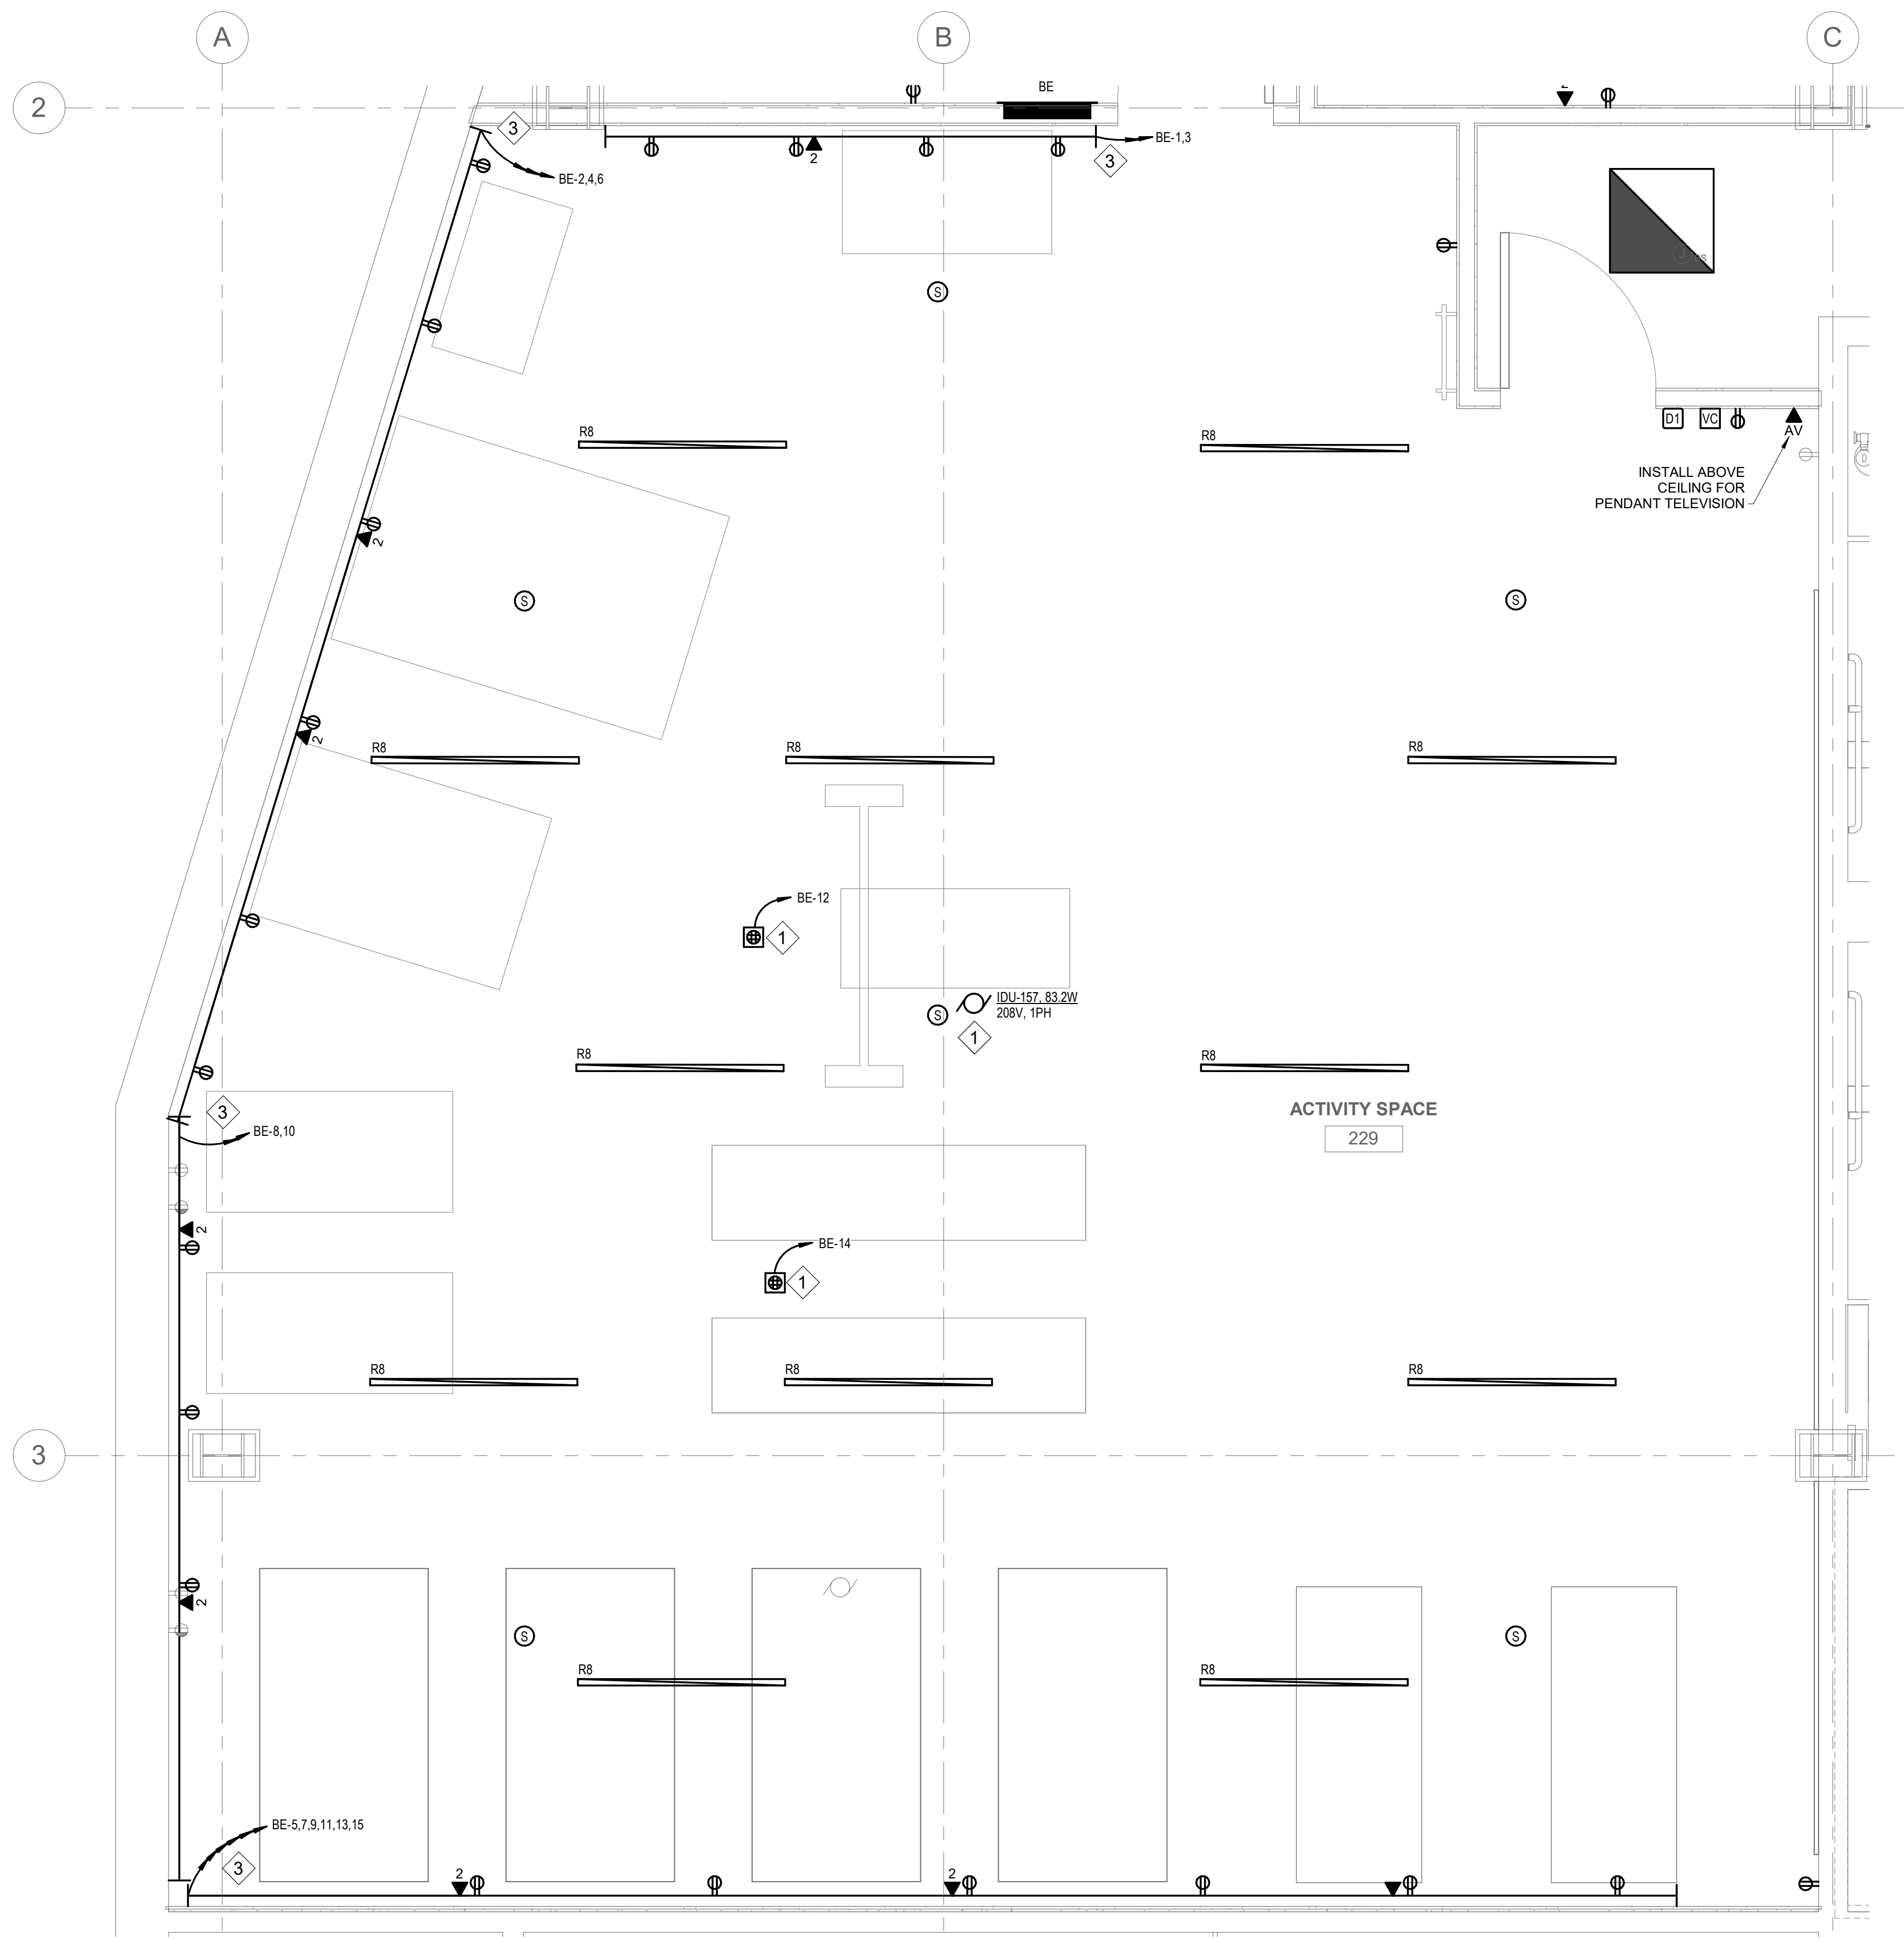 A
B
C
2
BE
2
3
BE-1,3
BE-2,4,6
2
3
S
R8
R8
D1
VC
AV
INSTALL ABOVE
CEILING FOR
PENDANT TELEVISION
2
S
S
2
R8
R8
R8
BE-12
1
IDU-157, 83.2W
208V, 1PH
S
1
R8
R8
3
BE-8,10
ACTIVITY SPACE
229
2
BE-14
1
R8
R8
R8
3
2
S
S
R8
R8
BE-5,7,9,11,13,15
3
2
2